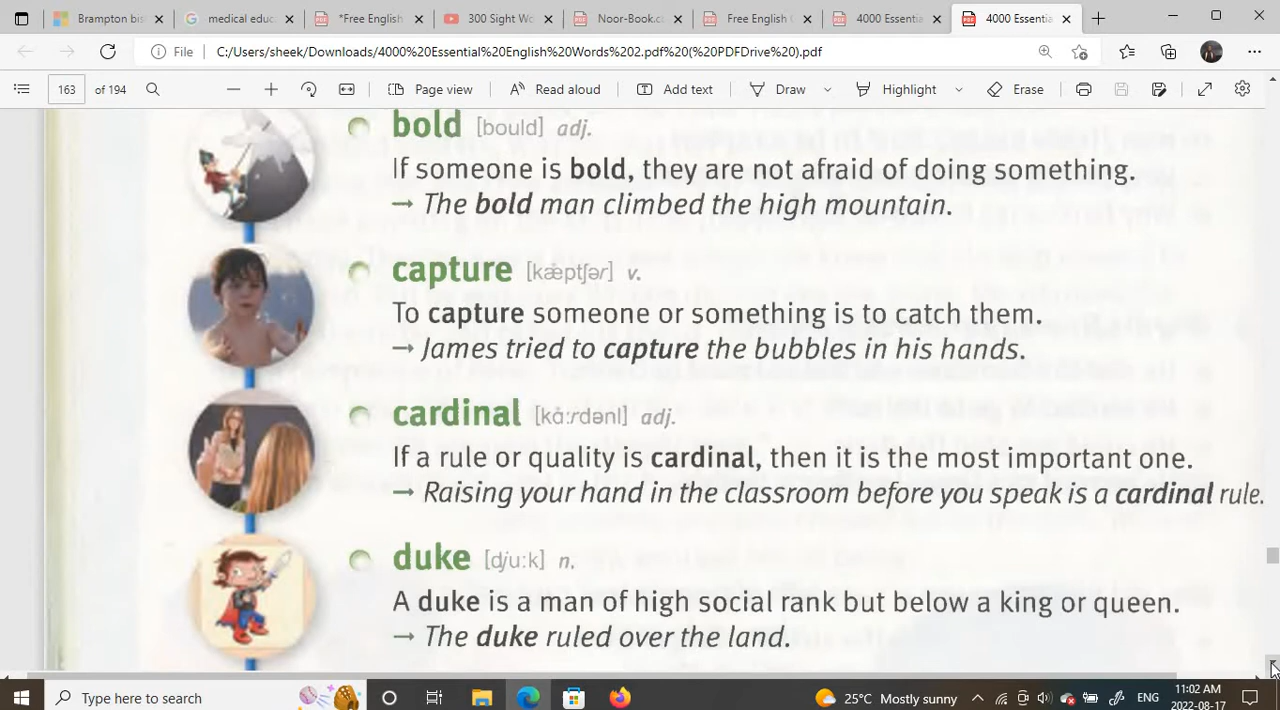 Brampton bis
medical educ
*Free English
300 Sight Wo
Noor-Book.c
Free English
4000 Essentia
4000 Essentia
File
C:/Users/sheek/Downloads/4000%20Essential%20English%20Words%202.pdf%20(%20PDFDrive%20).pdf
163 of 194
Page view
Read aloud
Add text
Draw
Highlight
Erase
bold [bould] adj.
If someone is bold, they are not afraid of doing something.
→ The bold man climbed the high mountain.
capture [kǽptʃər] v.
To capture someone or something is to catch them.
→ James tried to capture the bubbles in his hands.
cardinal [kɑ́:rdənl] adj.
If a rule or quality is cardinal, then it is the most important one.
→ Raising your hand in the classroom before you speak is a cardinal rule.
duke [dju:k] n.
A duke is a man of high social rank but below a king or queen.
→ The duke ruled over the land.
Type here to search
25°C Mostly sunny
ENG
11:02 AM
2022-08-17